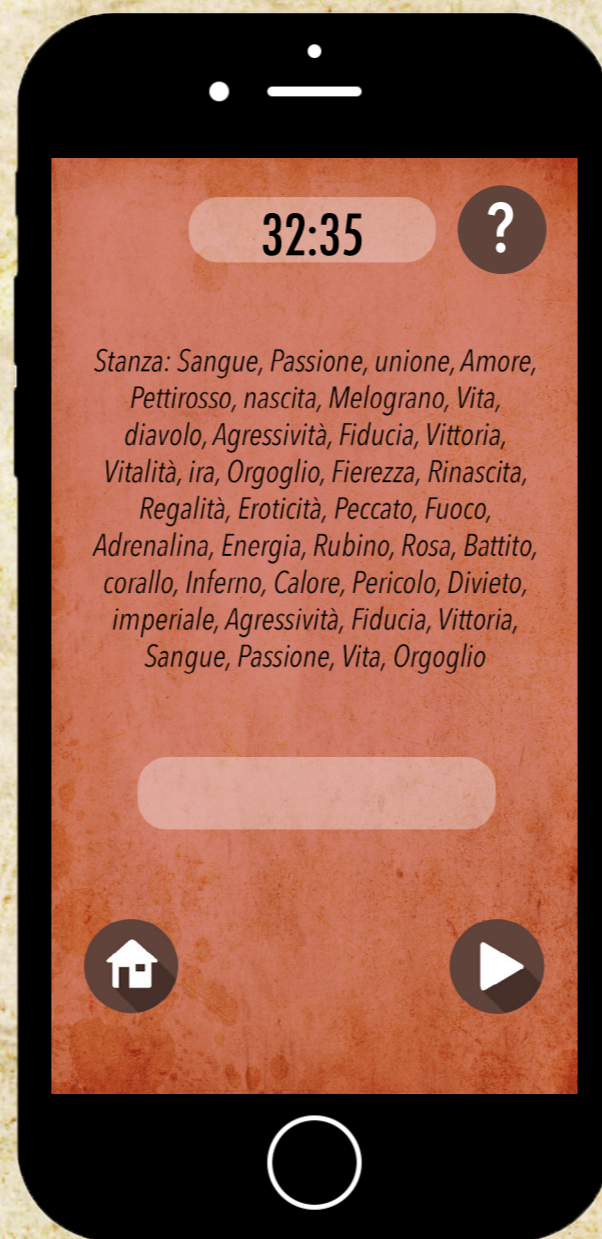 32:35
?
Stanza: Sangue, Passione, unione, Amore,
Pettirosso, nascita, Melograno, Vita,
diavolo, Agressività, Fiducia, Vittoria,
Vitalità, ira, Orgoglio, Fierezza, Rinascita,
Regalità, Eroticità, Peccato, Fuoco,
Adrenalina, Energia, Rubino, Rosa, Battito,
corallo, Inferno, Calore, Pericolo, Divieto,
imperiale, Agressività, Fiducia, Vittoria,
Sangue, Passione, Vita, Orgoglio